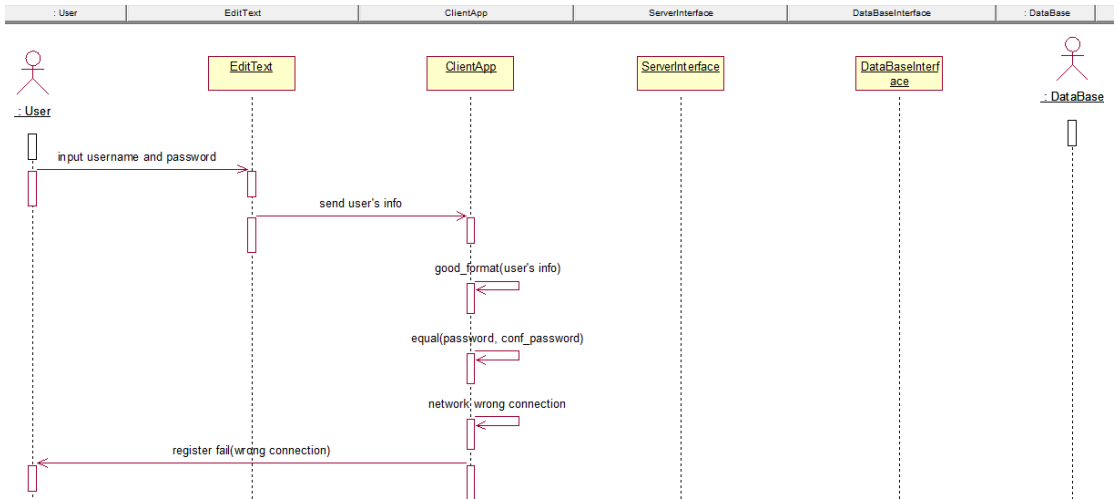 : User
EditText
ClientApp
ServerInterface
DataBaseInterface
: DataBase
EditText
ClientApp
ServerInterface
DataBaseInterf
ace
: User
: DataBase
input username and password
send user's info
good_format(user's info)
equal(password, conf_password)
network wrong connection
register fail(wrong connection)